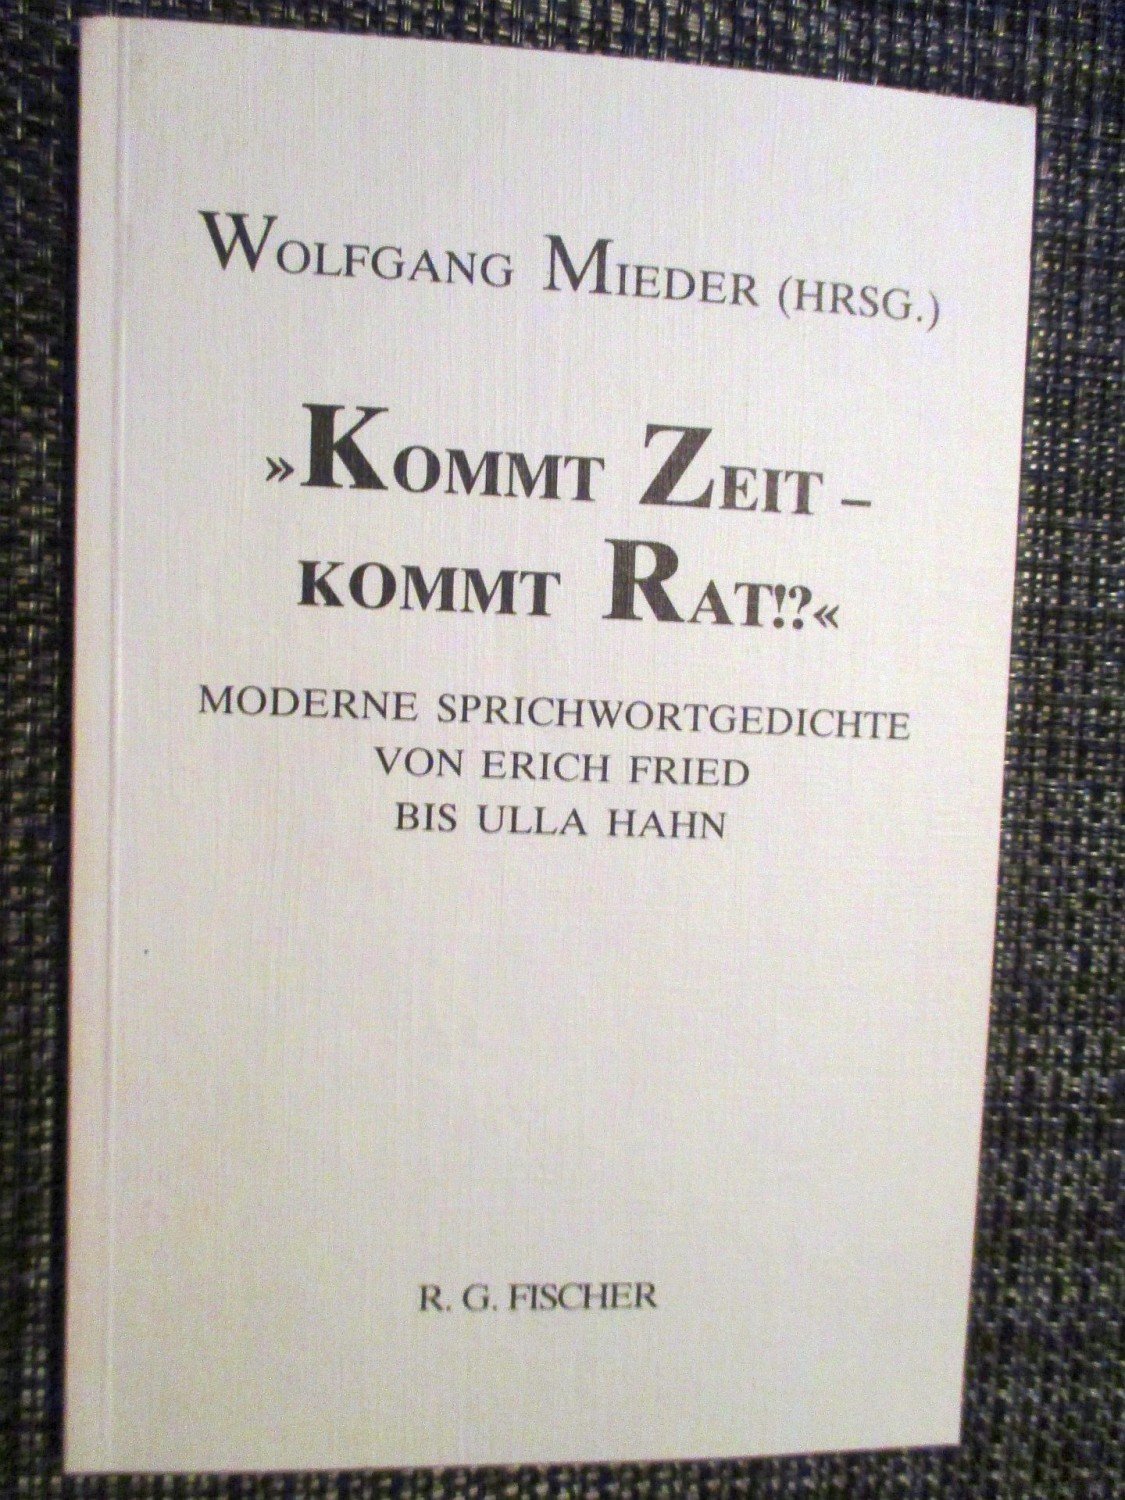 WOLFGANG MIEDER (HRSG.)
»KOMMT ZEIT –
KOMMT RAT!?«
MODERNE SPRICHWORTGEDICHTE
VON ERICH FRIED
BIS ULLA HAHN
R. G. FISCHER